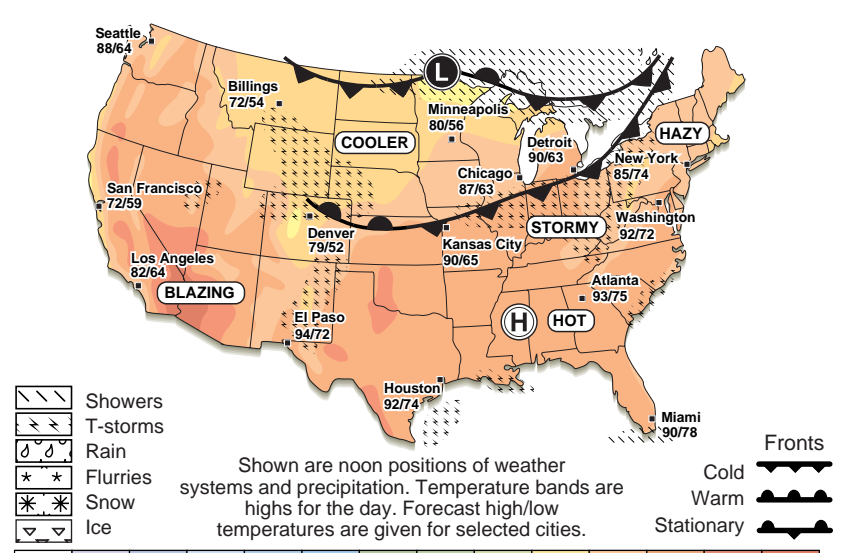 Seattle
88/64
Billings
72/54
L
Minneapolis
80/56
COOLER
Detroit
90/63
HAZY
New York
85/74
Chicago
87/63
San Francisco
72/59
Washington
92/72
STORMY
Denver
79/52
Kansas City
90/65
Los Angeles
82/64
BLAZING
Atlanta
93/75
El Paso
94/72
H
HOT
Houston
92/74
Miami
90/78
Showers
T-storms
Rain
Flurries
Snow
Ice
Shown are noon positions of weather
systems and precipitation. Temperature bands are
highs for the day. Forecast high/low
temperatures are given for selected cities.
Fronts
Cold
Warm
Stationary